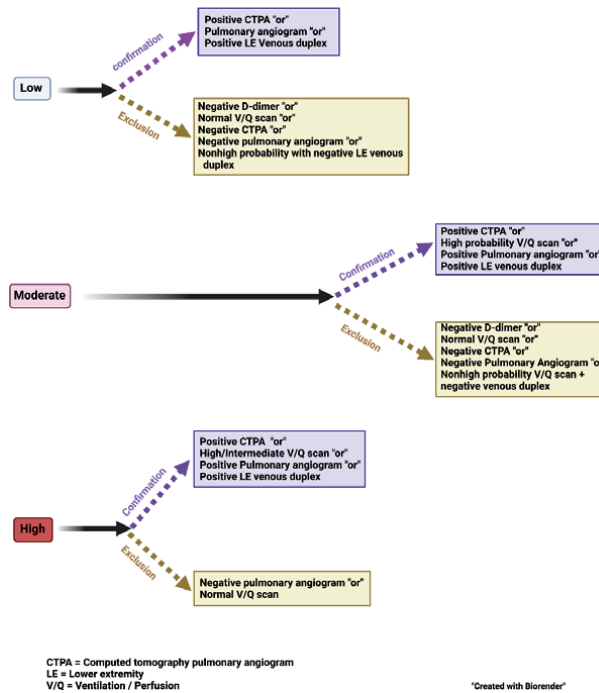 Positive CTPA "or"
Pulmonary angiogram "or"
Positive LE Venous duplex
confirmation
Low
Exclusion
Negative D-dimer "or"
Normal V/Q scan "or"
Negative CTPA "or"
Negative pulmonary angiogram "or"
Nonhigh probability with negative LE venous
duplex
Positive CTPA "or"
High probability V/Q scan "or"
Positive Pulmonary angiogram "or"
Positive LE venous duplex
Confirmation
Moderate
Exclusion
Negative D-dimer "or"
Normal V/Q scan "or"
Negative CTPA "or"
Negative Pulmonary Angiogram "o
Nonhigh probability V/Q scan +
negative venous duplex
Positive CTPA "or"
High/Intermediate V/Q scan "or"
Positive Pulmonary angiogram "or"
Positive LE venous duplex
Confirmation
High
Exclusion
Negative pulmonary angiogram "or"
Normal V/Q scan
CTPA = Computed tomography pulmonary angiogram
LE = Lower extremity
V/Q = Ventilation / Perfusion
"Created with Biorender"